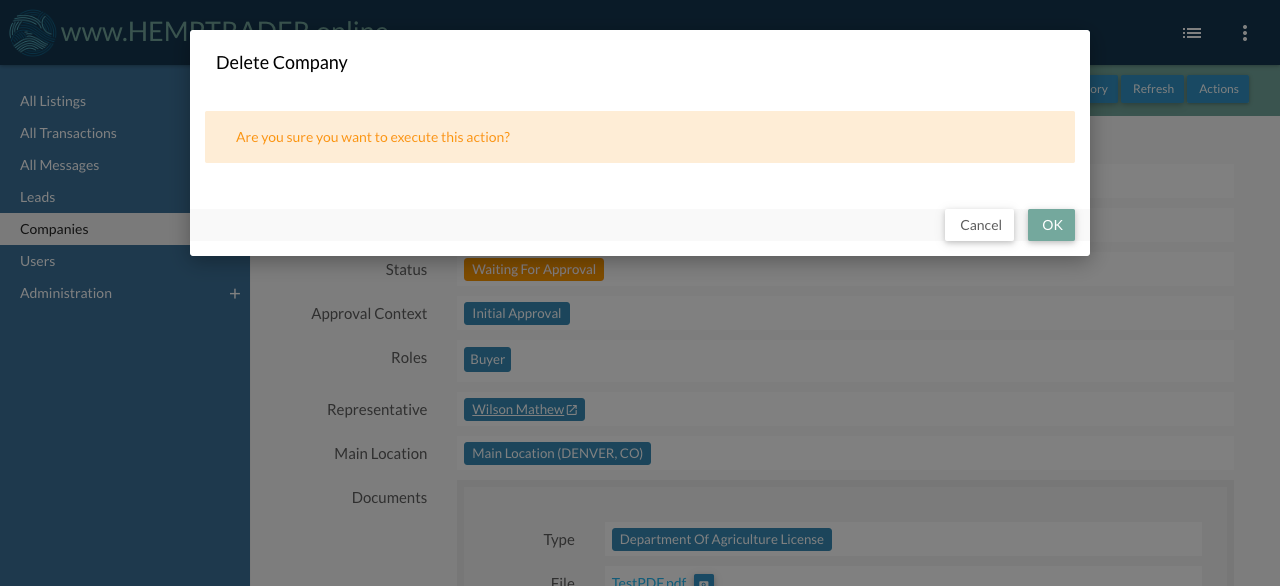 www.HEMPTRADER.online
Delete Company
Are you sure you want to execute this action?
Cancel
OK
ory
Refresh
Actions
All Listings
All Transactions
All Messages
Leads
Companies
Users
Administration +
Status Waiting For Approval
Approval Context Initial Approval
Roles Buyer
Representative Wilson Mathew
Main Location Main Location (DENVER, CO)
Documents
Type Department Of Agriculture License
File TestPDF.pdf